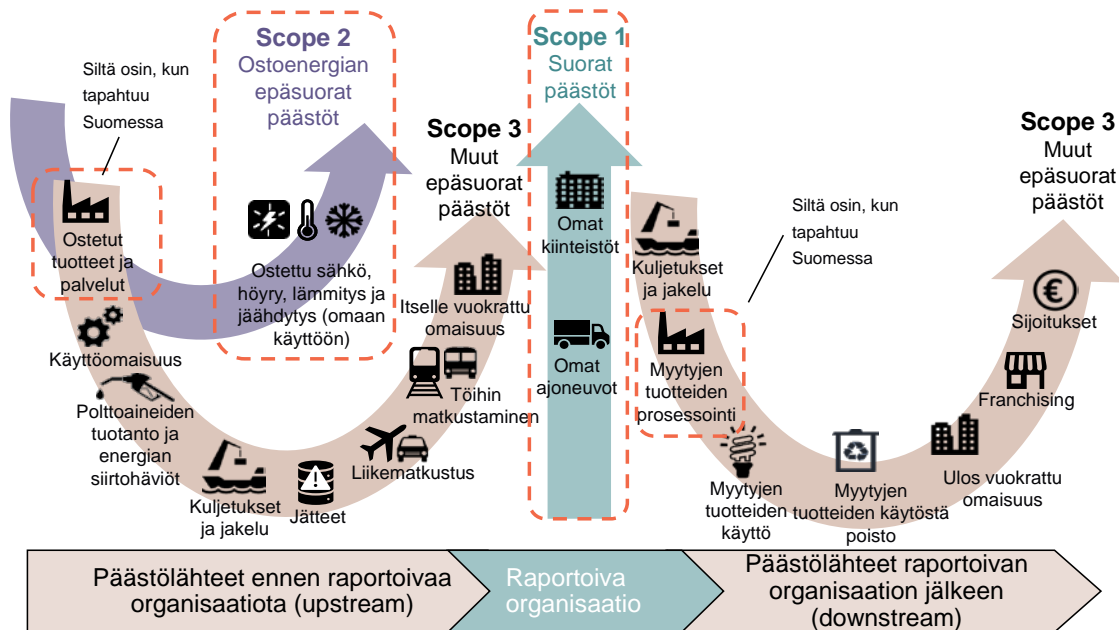 Scope 2
Ostoenergian
epäsuorat
päästöt
Siltä osin, kun
tapahtuu
Suomessa
Ostetut
tuotteet ja
palvelut
Ostettu sähkö,
höyry, lämmitys ja
jäähdytys (omaan
käyttöön)
Scope 3
Muut
epäsuorat
päästöt
Käyttöomaisuus
Polttoaineiden
tuotanto ja
energian
siirtohäviöt
Kuljetukset
ja jakelu
Jätteet
Liikematkustus
Töihin
matkustaminen
Itselle vuokrattu
omaisuus
Scope 1
Suorat
päästöt
Omat
kiinteistöt
Omat
ajoneuvot
Kuljetukset
ja jakelu
Siltä osin, kun
tapahtuu
Suomessa
Myytyjen
tuotteiden
prosessointi
Myytyjen
tuotteiden
käyttö
Myytyjen
tuotteiden käytöstä
poisto
Ulos vuokrattu
omaisuus
Franchising
Sijoitukset
Scope 3
Muut
epäsuorat
päästöt
Päästölähteet ennen raportoivaa
organisaatiota (upstream)
Raportoiva
organisaatio
Päästölähteet raportoivan
organisaation jälkeen
(downstream)